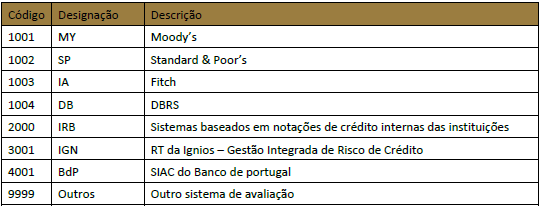 Código Designação Descrição
1001 MY Moody’s
1002 SP Standard & Poor’s
1003 IA Fitch
1004 DB DBRS
2000 IRB Sistemas baseados em notações de crédito internas das instituições
3001 IGN RT da Ignios – Gestão Integrada de Risco de Crédito
4001 BdP SIAC do Banco de portugal
9999 Outros Outro sistema de avaliação